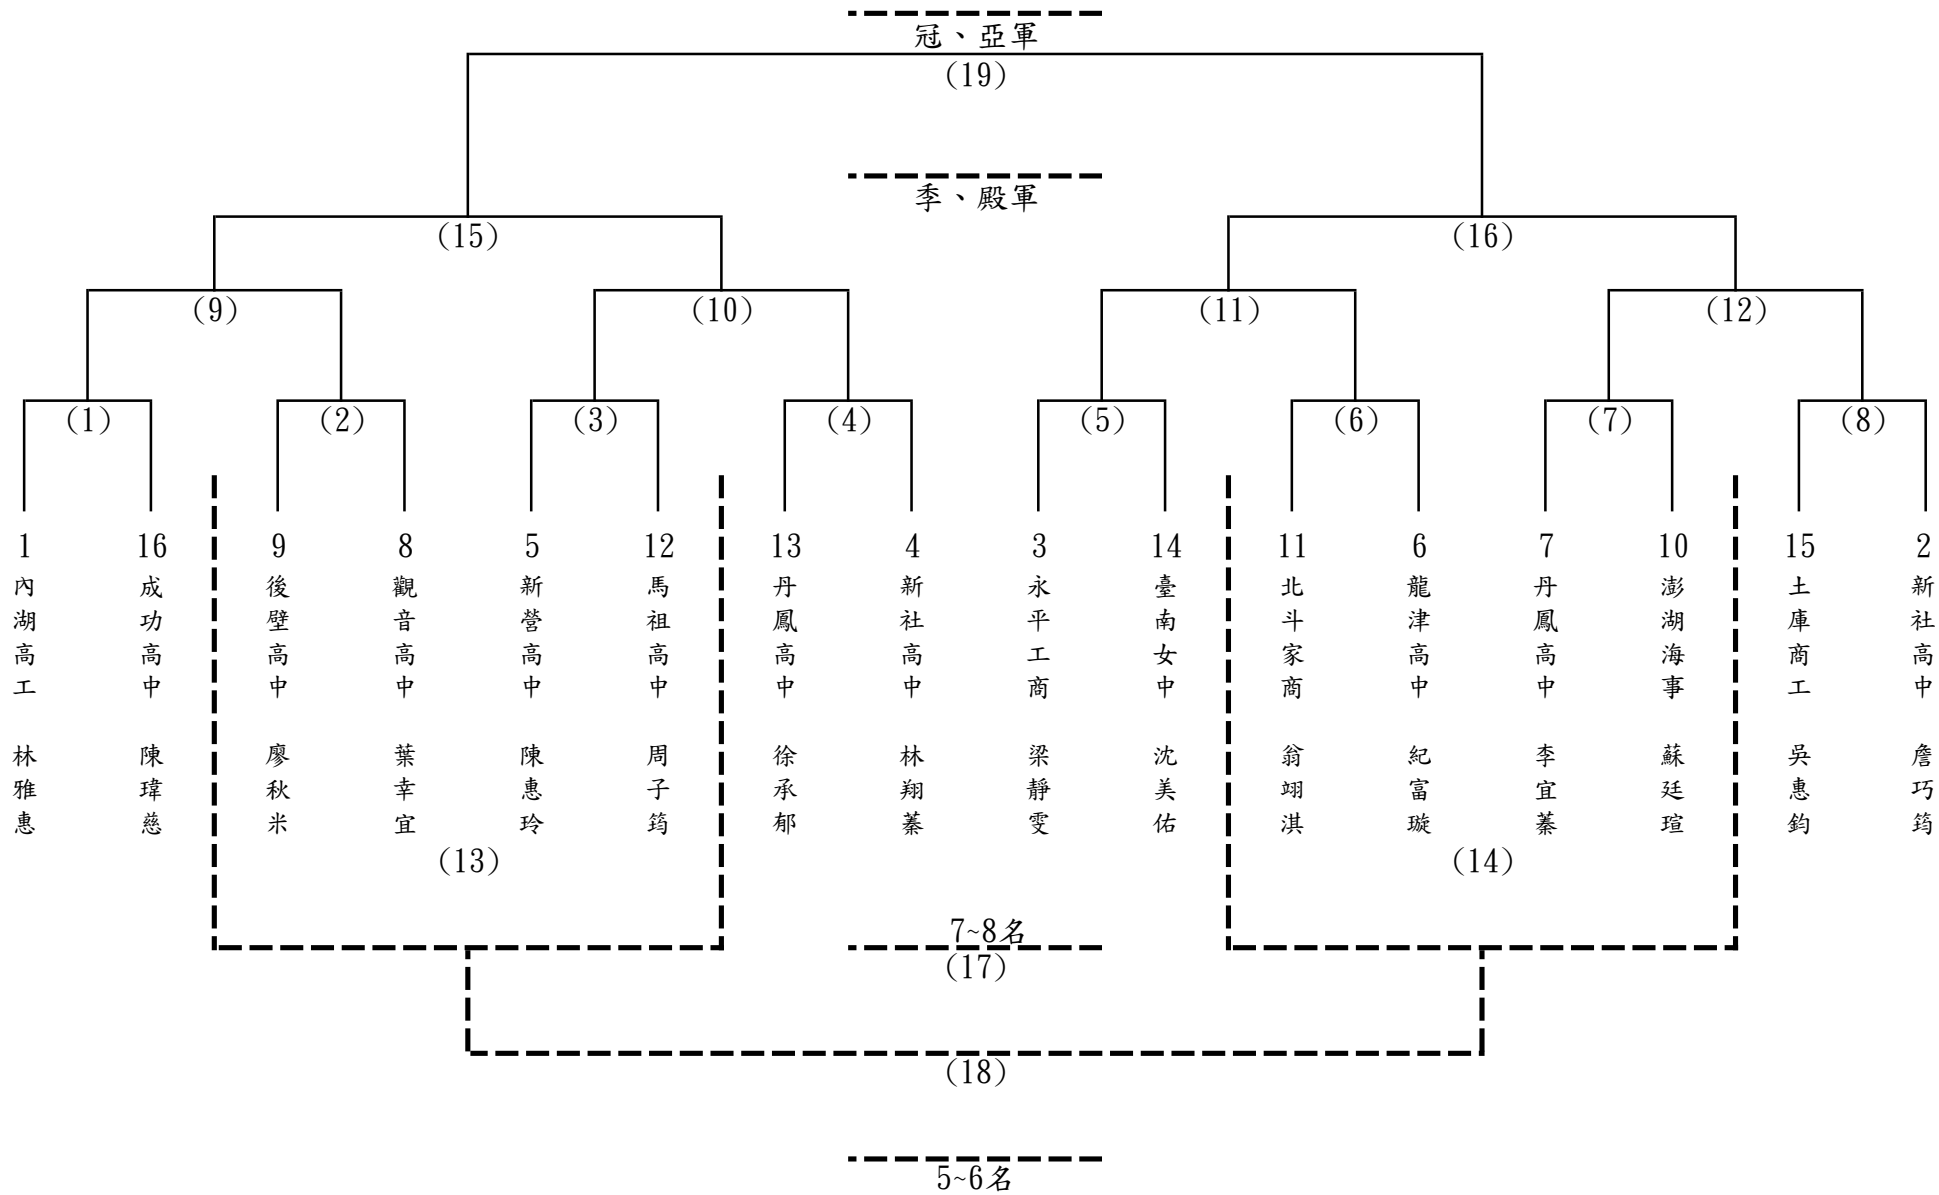 冠、亞軍
(19)
季、殿軍
(15)
(16)
(9)
(10)
(11)
(12)
(1)
(2)
(3)
(4)
(5)
(6)
(7)
(8)
1
16
9
8
5
12
13
4
3
14
11
6
7
10
15
2
內湖高工 林雅惠
成功高中 陳瑋慈
後壁高中 廖秋米
觀音高中 葉幸宜
新營高中 陳惠玲
馬祖高中 周子筠
丹鳳高中 徐承郁
新社高中 林翔蓁
永平工商 梁靜雯
臺南女中 沈美佑
北斗家商 翁翊淇
龍津高中 紀富璇
丹鳳高中 李宜蓁
澎湖海事 蘇廷瑄
土庫商工 吳惠鈞
新社高中 詹巧筠
(13)
(14)
7~8名
(17)
(18)
5~6名